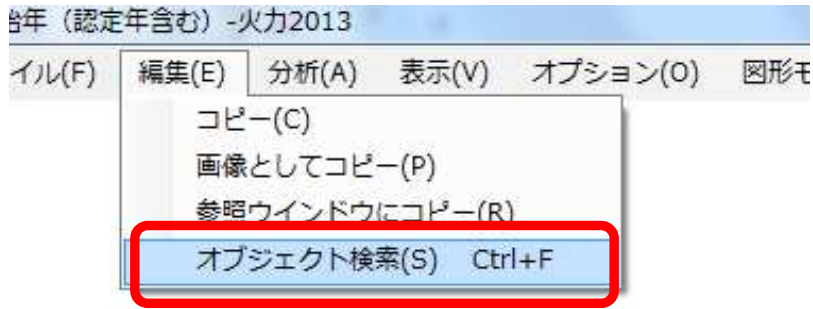 年（認定年含む）-火力2013
イル(F) 編集(E) 分析(A) 表示(V) オプション(O) 図形モ
コピー(C)
画像としてコピー(P)
参照ウインドウにコピー(R)
オブジェクト検索(S) Ctrl+F